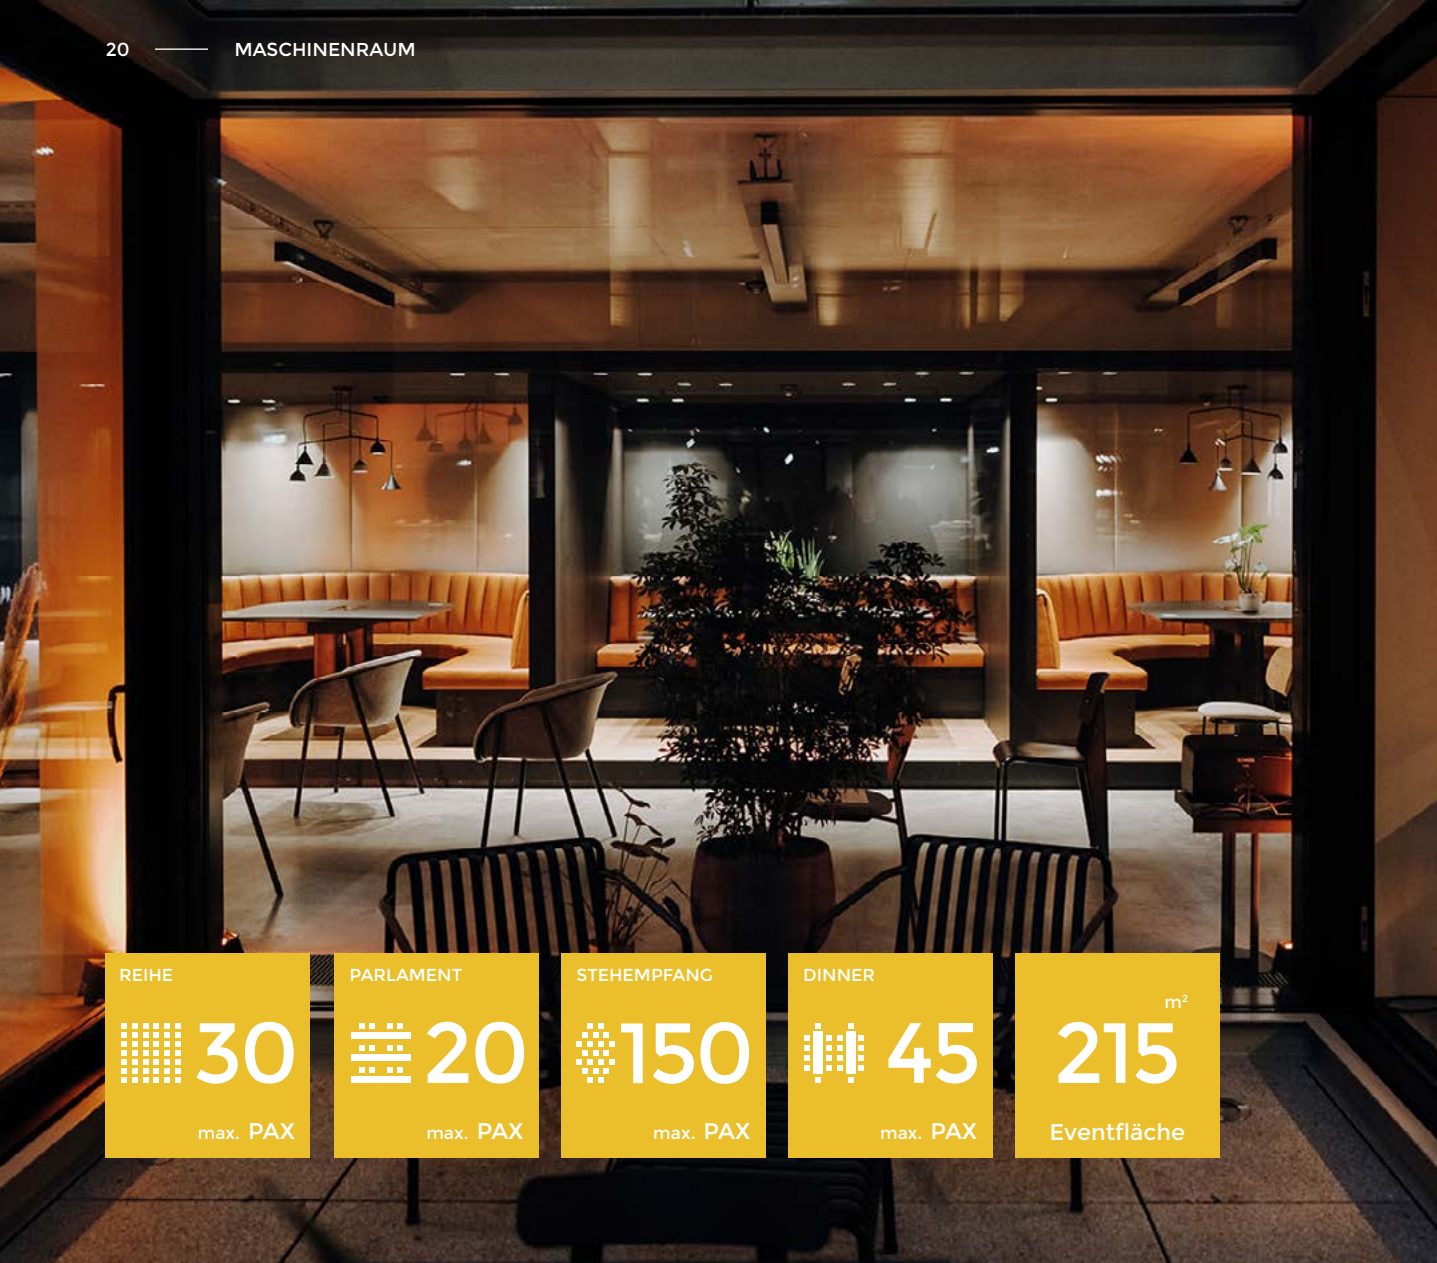 20 MASCHINENRAUM
REIHE
30
max. PAX
PARLAMENT
20
max. PAX
STEHEMPFANG
150
max. PAX
DINNER
45
max. PAX
m²
215
Eventfläche